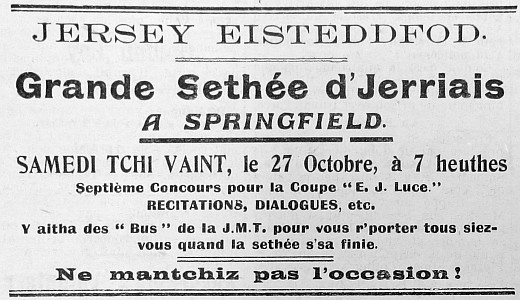 JERSEY EISTEDDFOD.
Grande Sethée d'Jerriais
A SPRINGFIELD.
SAMEDI TCHI VAINT, le 27 Octobre, à 7 heuthes
Septlème Concours pour la Coupe "E. J. Luce."
RECITATIONS, DIALOGUES, etc.
Y aitha des "Bus" de la J.M.T. pour vous r'porter tous siez-
vous quand la sethée s'sa finie.
Ne mantchiz pas l'occasion!